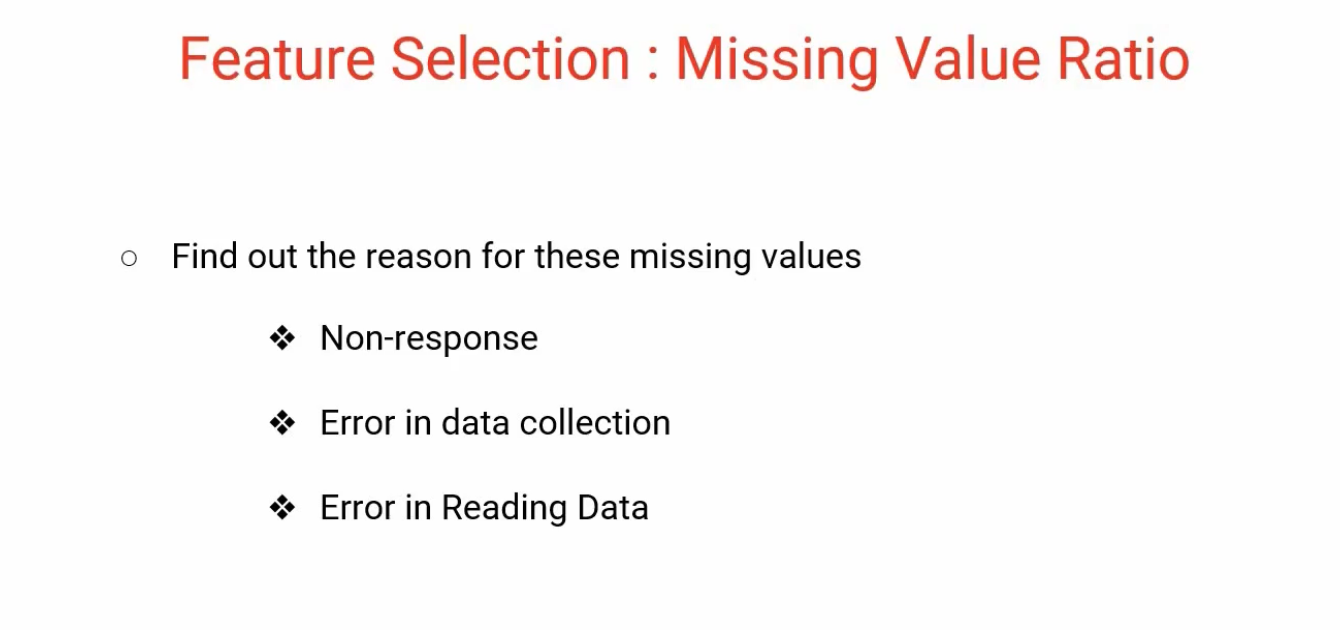 Feature Selection : Missing Value Ratio
○ Find out the reason for these missing values
❖ Non-response
❖ Error in data collection
❖ Error in Reading Data